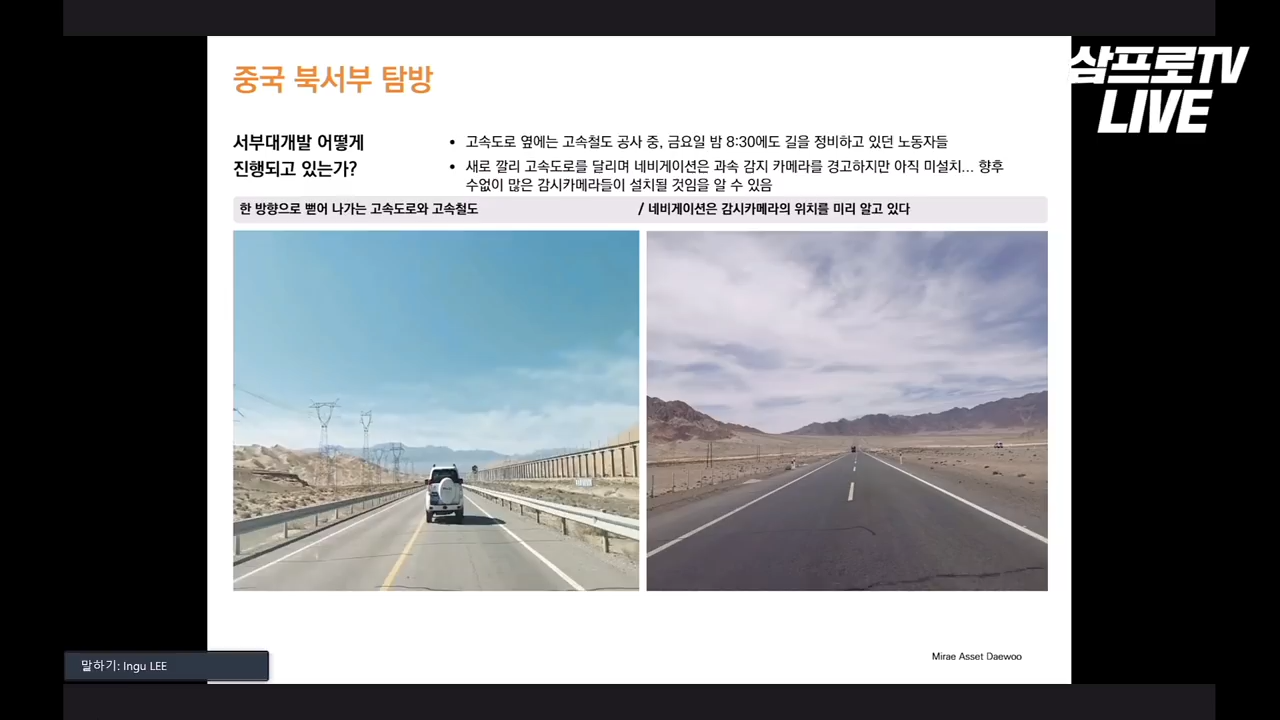 삼프로TV
LIVE
중국 북서부 탐방
서부대개발 어떻게
진행되고 있는가?
• 고속도로 옆에는 고속철도 공사 중, 금요일 밤 8:30에도 길을 정비하고 있던 노동자들
• 새로 깔리 고속도로를 달리며 네비게이션은 과속 감지 카메라를 경고하지만 아직 미설치... 향후
수없이 많은 감시카메라들이 설치될 것임을 알 수 있음
한 방향으로 뻗어 나가는 고속도로와 고속철도 / 네비게이션은 감시카메라의 위치를 미리 알고 있다
Mirae Asset Daewoo
말하기: Ingu LEE